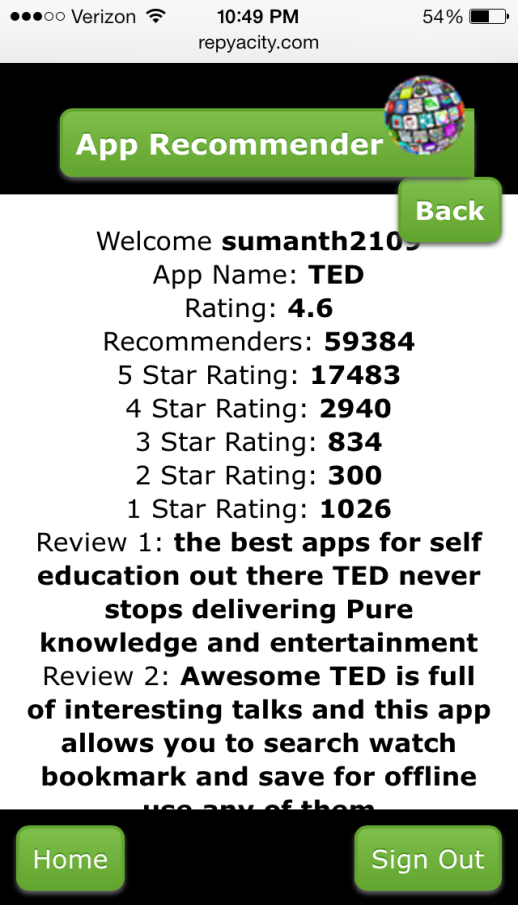 Verizon 10:49 PM 54%
repyacity.com
App Recommender
Back
Welcome sumanth2109
App Name: TED
Rating: 4.6
Recommenders: 59384
5 Star Rating: 17483
4 Star Rating: 2940
3 Star Rating: 834
2 Star Rating: 300
1 Star Rating: 1026
Review 1: the best apps for self
education out there TED never
stops delivering Pure
knowledge and entertainment
Review 2: Awesome TED is full
of interesting talks and this app
allows you to search watch
bookmark and save for offline
use any of them
Home Sign Out